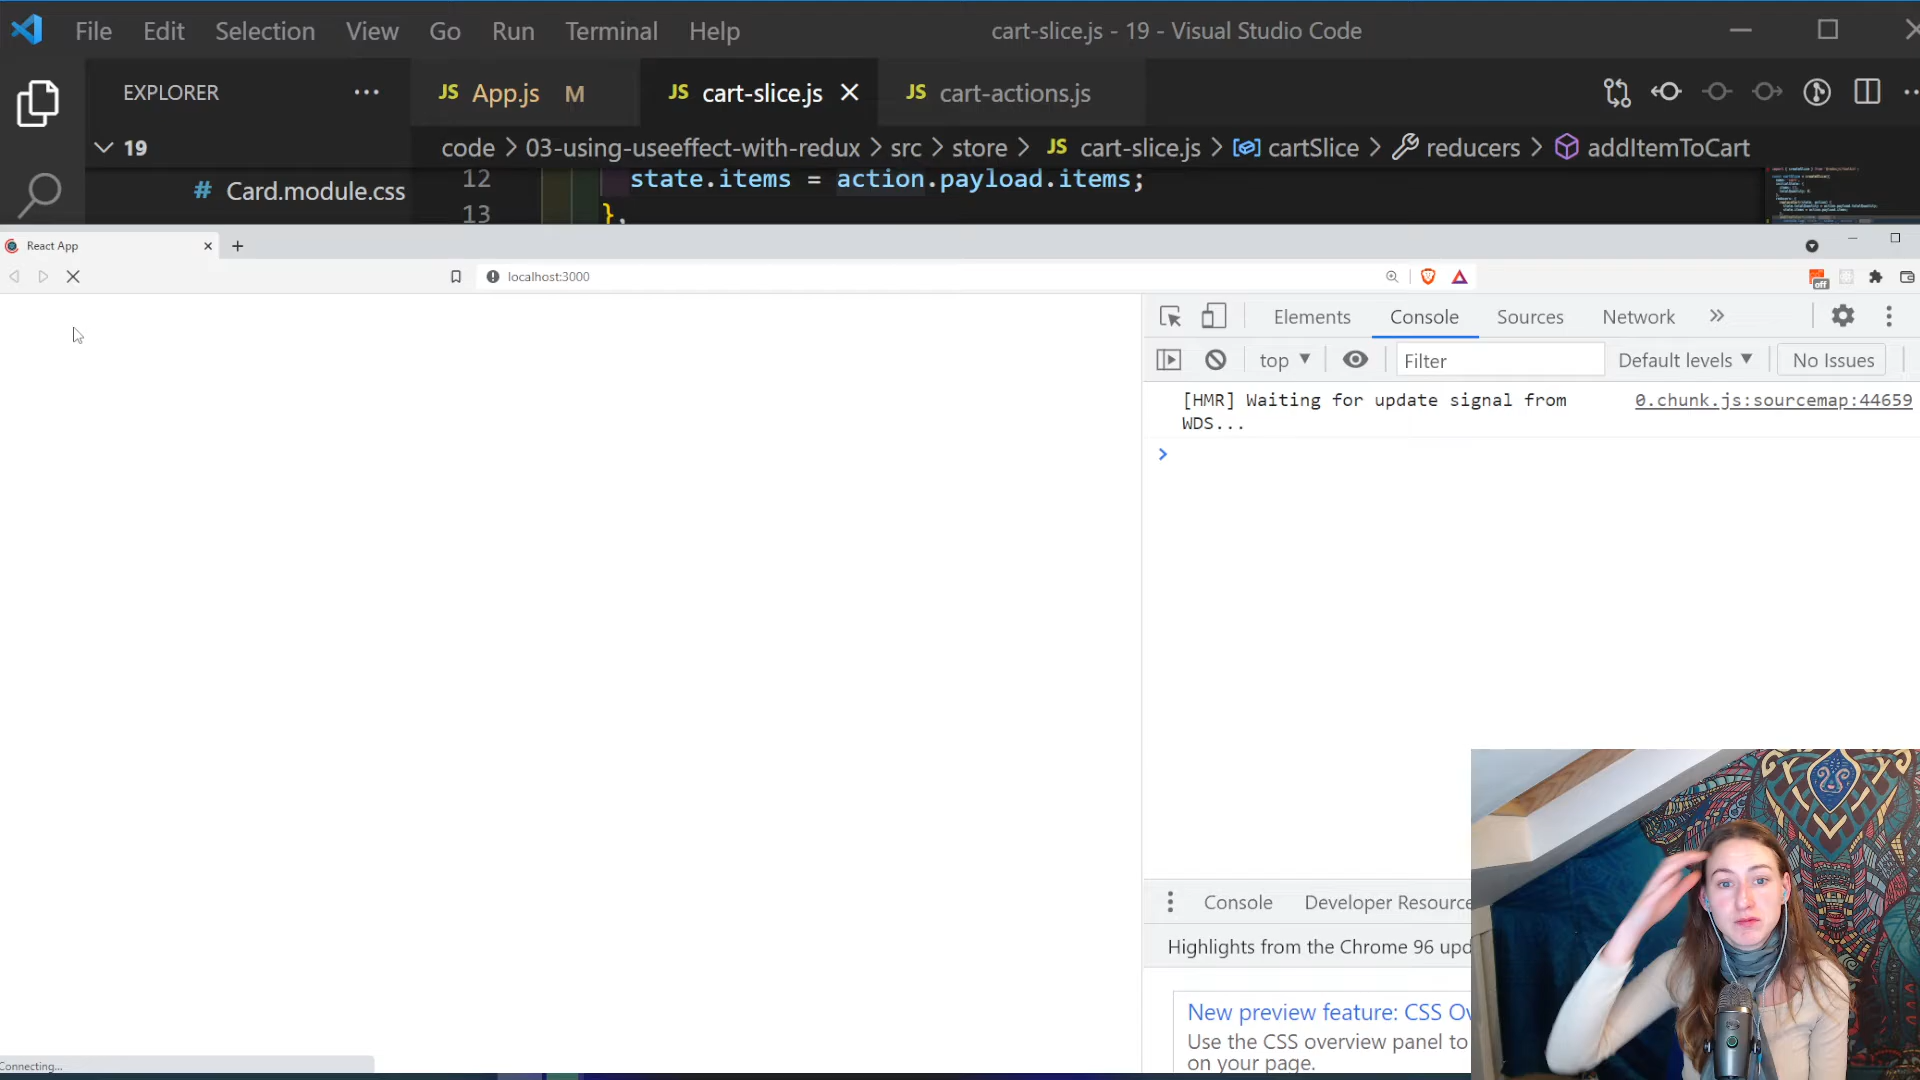 File Edit Selection View Go Run Terminal Help cart-slice.js - 19 - Visual Studio Code
EXPLORER ··· JS App.js M JS cart-slice.js JS cart-actions.js
19 code > 03-using-useeffect-with-redux > src > store > JS cart-slice.js > cartSlice > reducers > addItemToCart
# Card.module.css 12 state.items = action.payload.items;
13 },
React App
localhost:3000 off
Elements Console Sources Network
top Filter Default levels No Issues
[HMR] Waiting for update signal from 0.chunk.js:sourcemap:44659
WDS...
Console Developer Resource
Highlights from the Chrome 96 upd
New preview feature: CSS Ov
Use the CSS overview panel to
on your page.
Connecting...